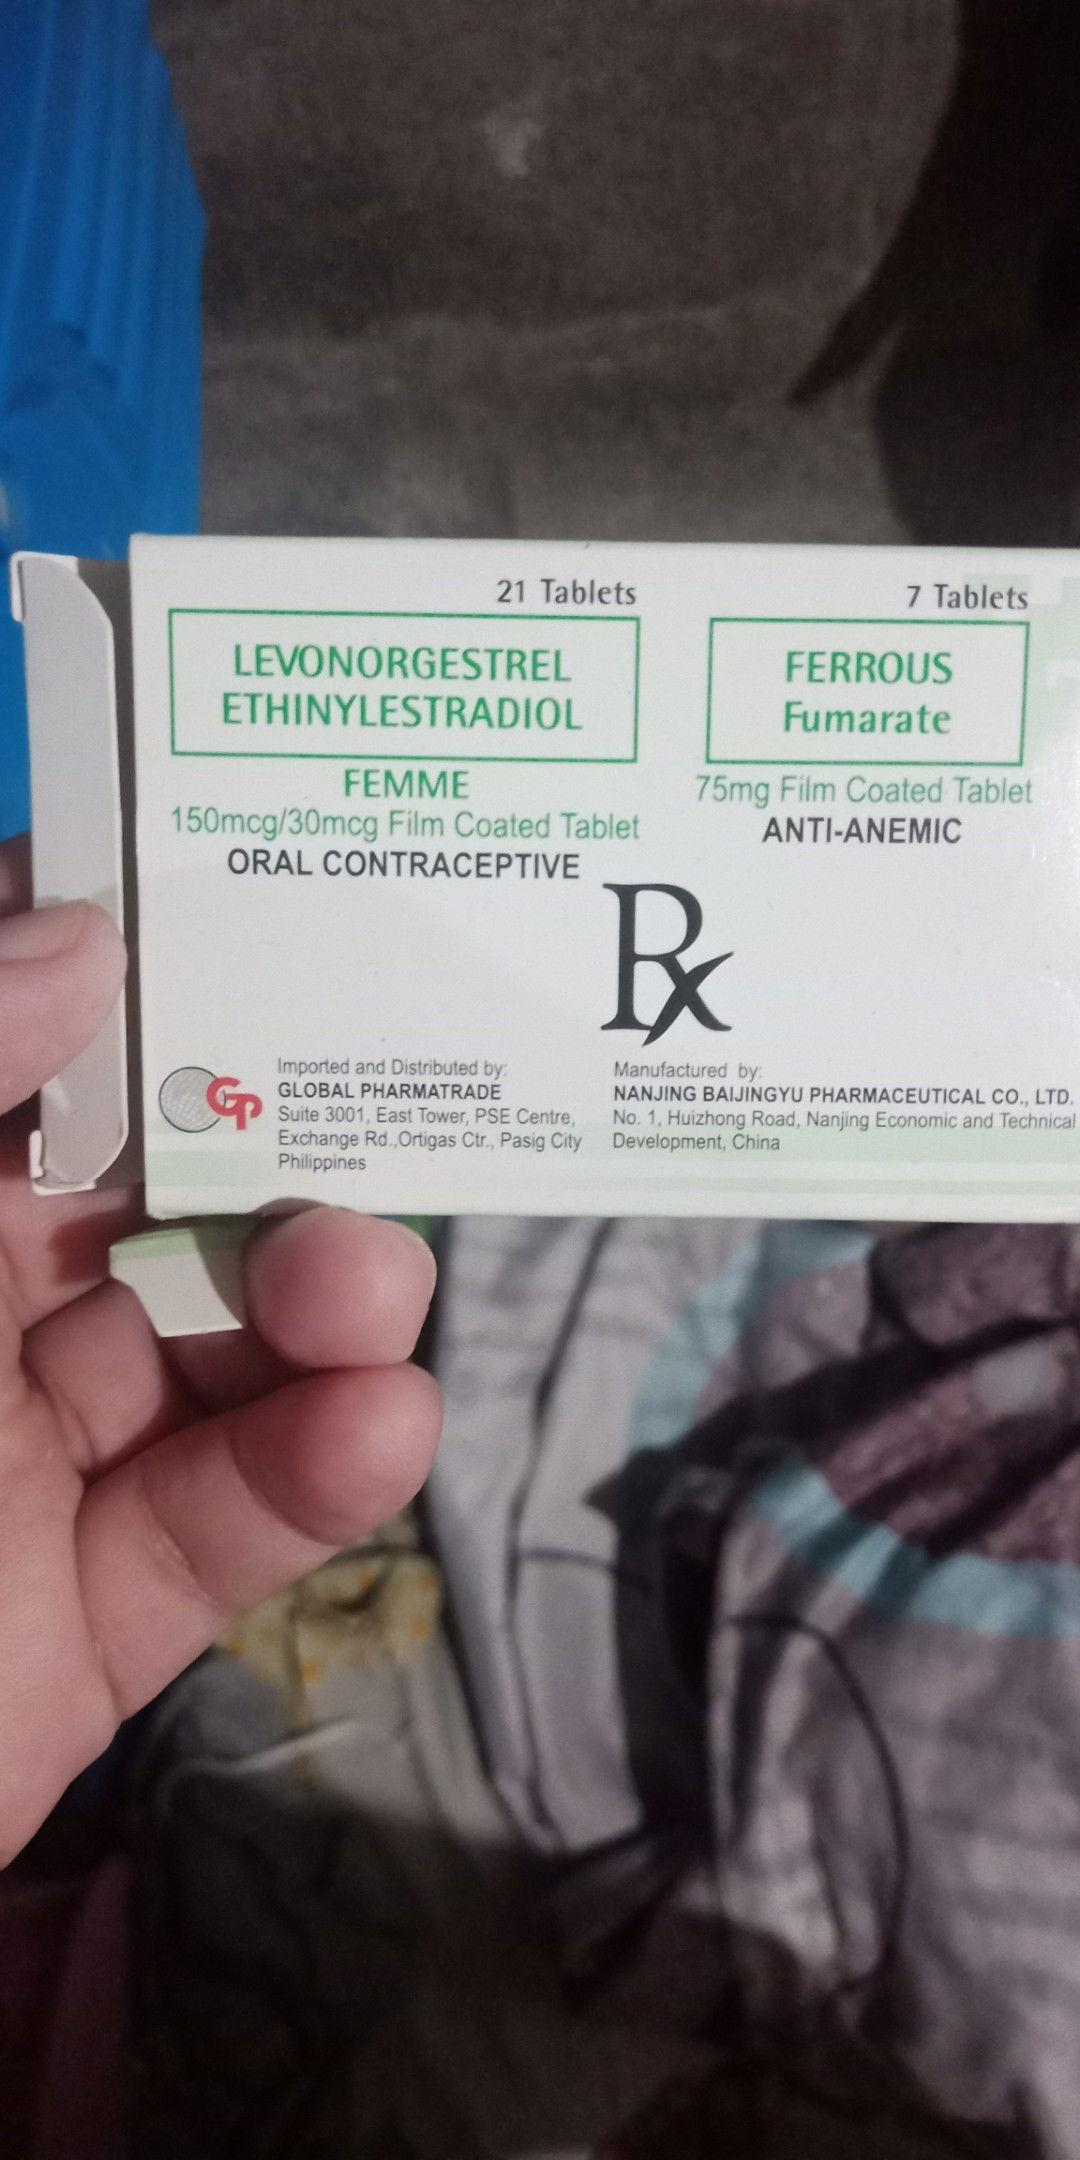 21 Tablets
LEVONORGESTREL
ETHINYLESTRADIOL
FEMME
150mcg/30mcg Film Coated Tablet
ORAL CONTRACEPTIVE
7 Tablets
FERROUS
Fumarate
75mg Film Coated Tablet
ANTI-ANEMIC
Rx
GP
Imported and Distributed by:
GLOBAL PHARMATRADE
Suite 3001, East Tower, PSE Centre,
Exchange Rd.,Ortigas Ctr., Pasig City
Philippines
Manufactured by:
NANJING BAIJINGYU PHARMACEUTICAL CO., LTD.
No. 1, Huizhong Road, Nanjing Economic and Technical
Development, China